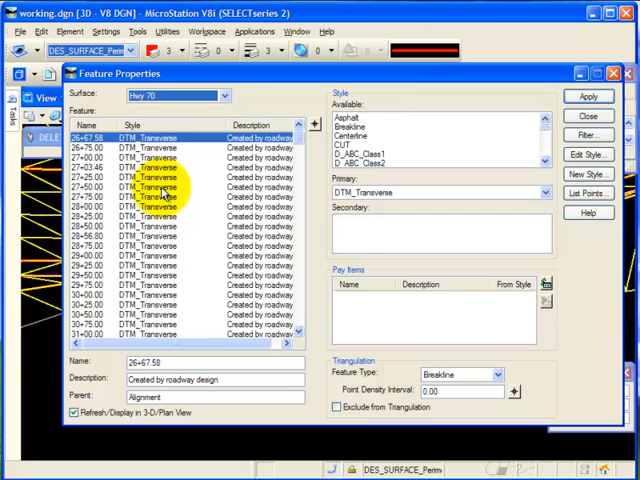 working.dgn [3D - V8 DGN] - MicroStation V8i (SELECTseries 2)
File Edit Element Settings Tools Utilities Workspace Applications Window Help
DES_SURFACE_Perim 3 0 3 0
Feature Properties
View
Tasks
DELE
Surface: Hwy 70
Feature:
Name Style Description
26+67.58 DTM_Transverse Created by roadway
26+75.00 DTM_Transverse Created by roadway
27+00.00 DTM_Transverse Created by roadway
27+03.46 DTM_Transverse Created by roadway
27+25.00 DTM_Transverse Created by roadway
27+50.00 DTM_Transverse Created by roadway
27+75.00 DTM_Transverse Created by roadway
28+00.00 DTM_Transverse Created by roadway
28+25.00 DTM_Transverse Created by roadway
28+50.00 DTM_Transverse Created by roadway
28+56.80 DTM_Transverse Created by roadway
28+75.00 DTM_Transverse Created by roadway
29+00.00 DTM_Transverse Created by roadway
29+25.00 DTM_Transverse Created by roadway
29+50.00 DTM_Transverse Created by roadway
29+75.00 DTM_Transverse Created by roadway
30+00.00 DTM_Transverse Created by roadway
30+25.00 DTM_Transverse Created by roadway
30+50.00 DTM_Transverse Created by roadway
30+75.00 DTM_Transverse Created by roadway
31+00.00 DTM_Transverse Created by roadway
Name: 26+67.58
Description: Created by roadway design
Parent: Alignment
Refresh/Display in 3-D/Plan View
Style
Available:
Asphalt
Breakline
Centerline
CUT
D_ABC_Class1
D_ABC_Class2
Primary:
DTM_Transverse
Secondary:
Pay Items
Name Description From Style
Triangulation
Feature Type: Breakline
Point Density Interval: 0.00
Exclude from Triangulation
Apply
Close
Filter...
Edit Style...
New Style...
List Points...
Help
DES_SURFACE_Perim